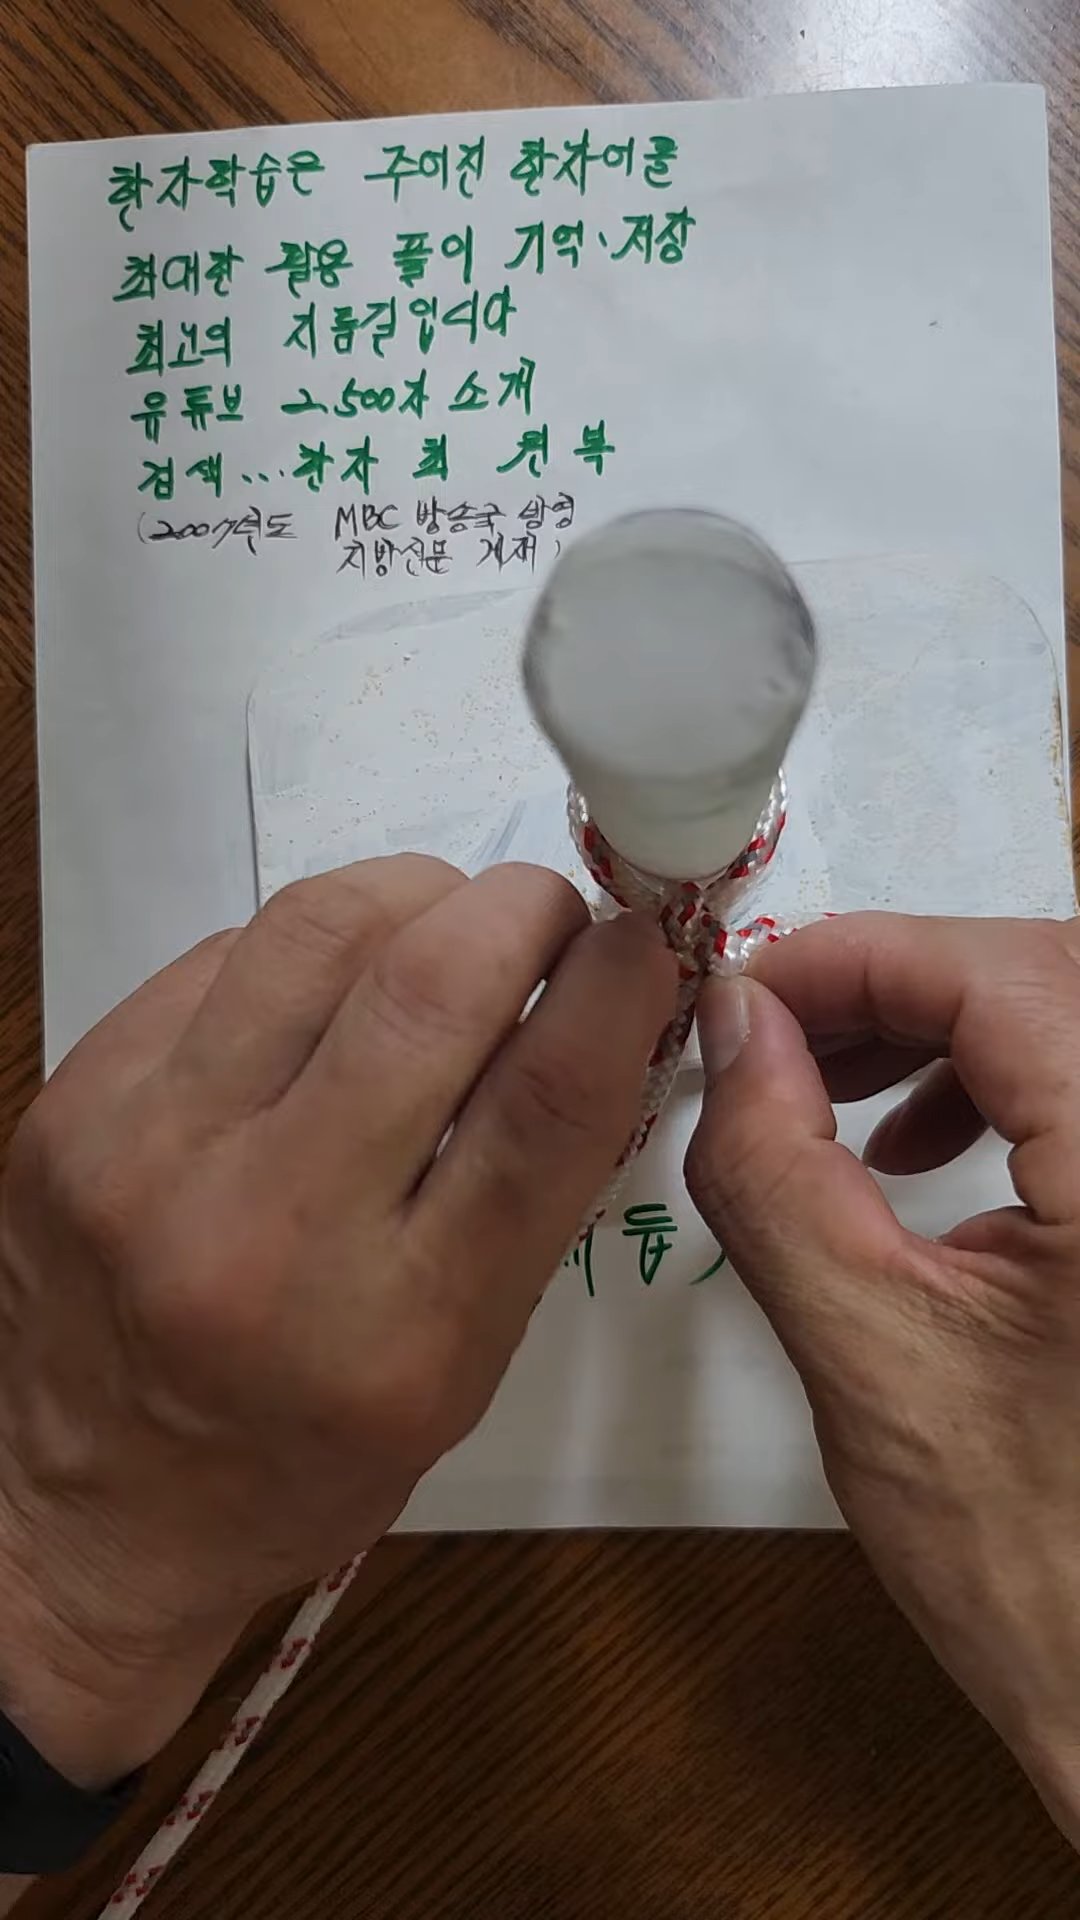 한자학습은 주어진 한자어를
최대한 활용 풀이 기억·저장
최고의 지름길입니다
유튜브 2,500자 소개
검색...한자 최 원 복
(2007년도 MBC 방송국 방영
지방신문 게재)
듭